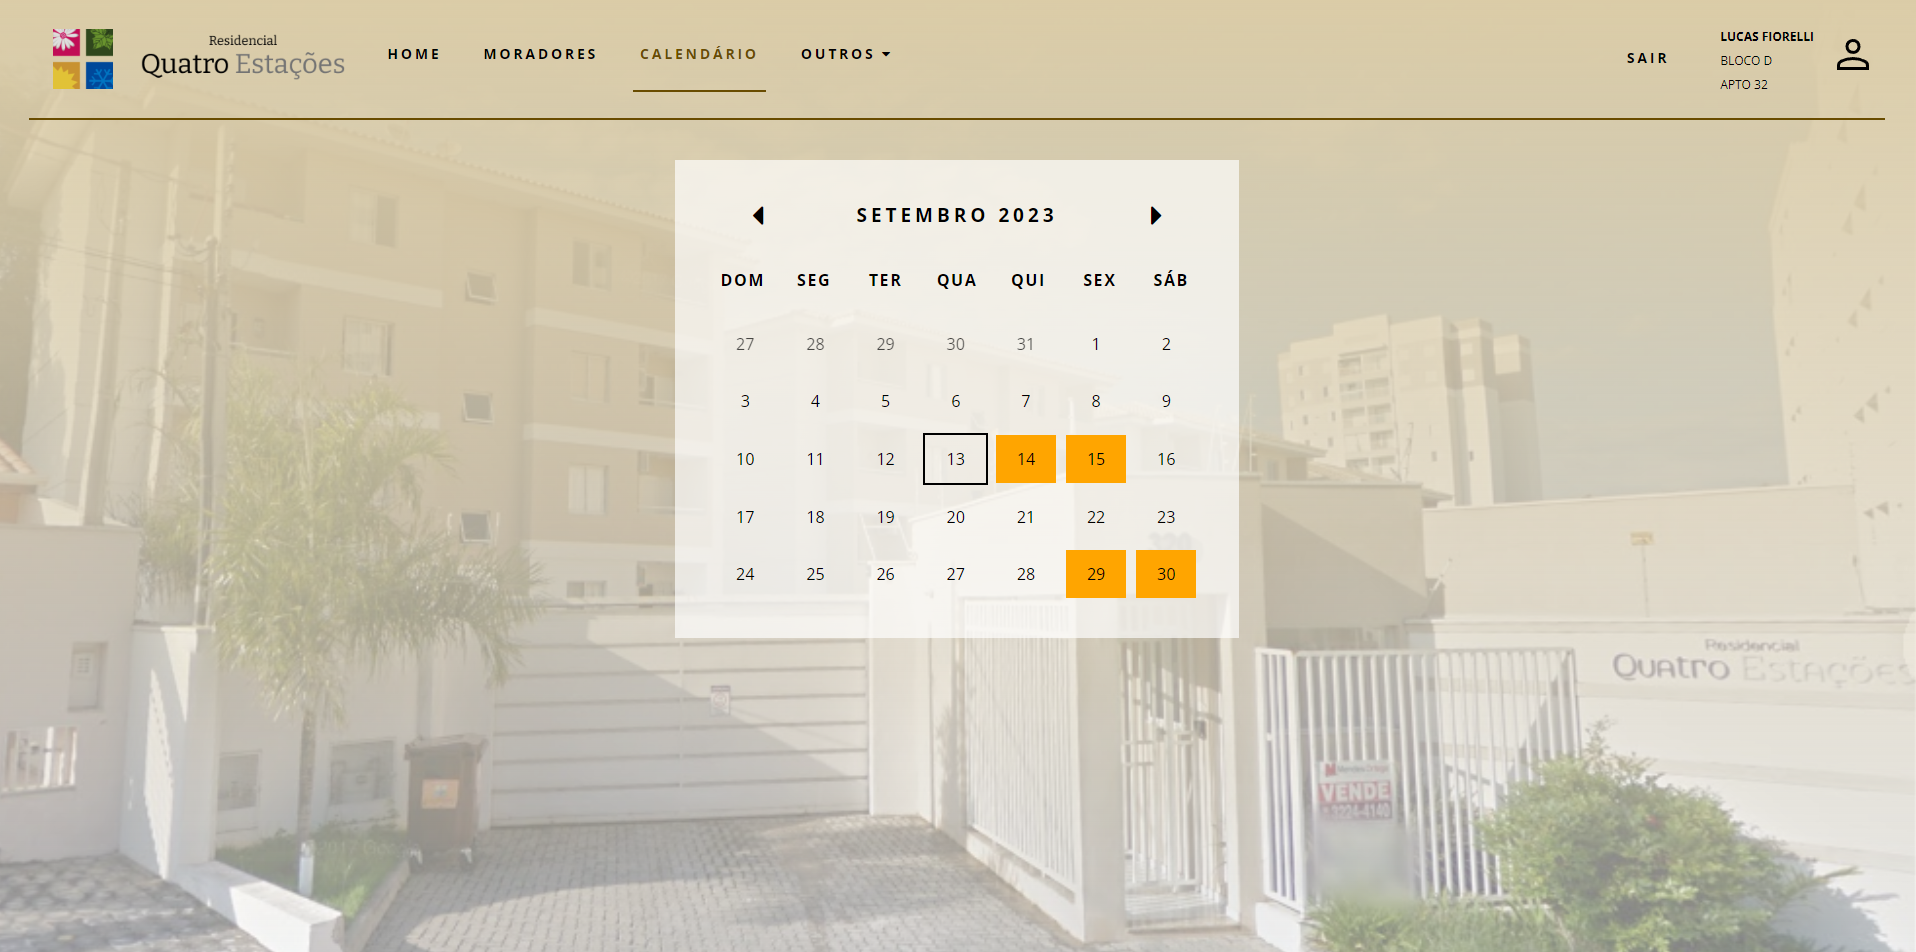 Residencial
Quatro Estações
HOME MORADORES CALENDÁRIO OUTROS
SAIR
LUCAS FIORELLI
BLOCO D
APTO 32
SETEMBRO 2023
DOM SEG TER QUA QUI SEX SÁB
27 28 29 30 31 1 2
3 4 5 6 7 8 9
10 11 12 13 14 15 16
17 18 19 20 21 22 23
24 25 26 27 28 29 30
Residencial
Quatro Estações
VENDE
3224-4140